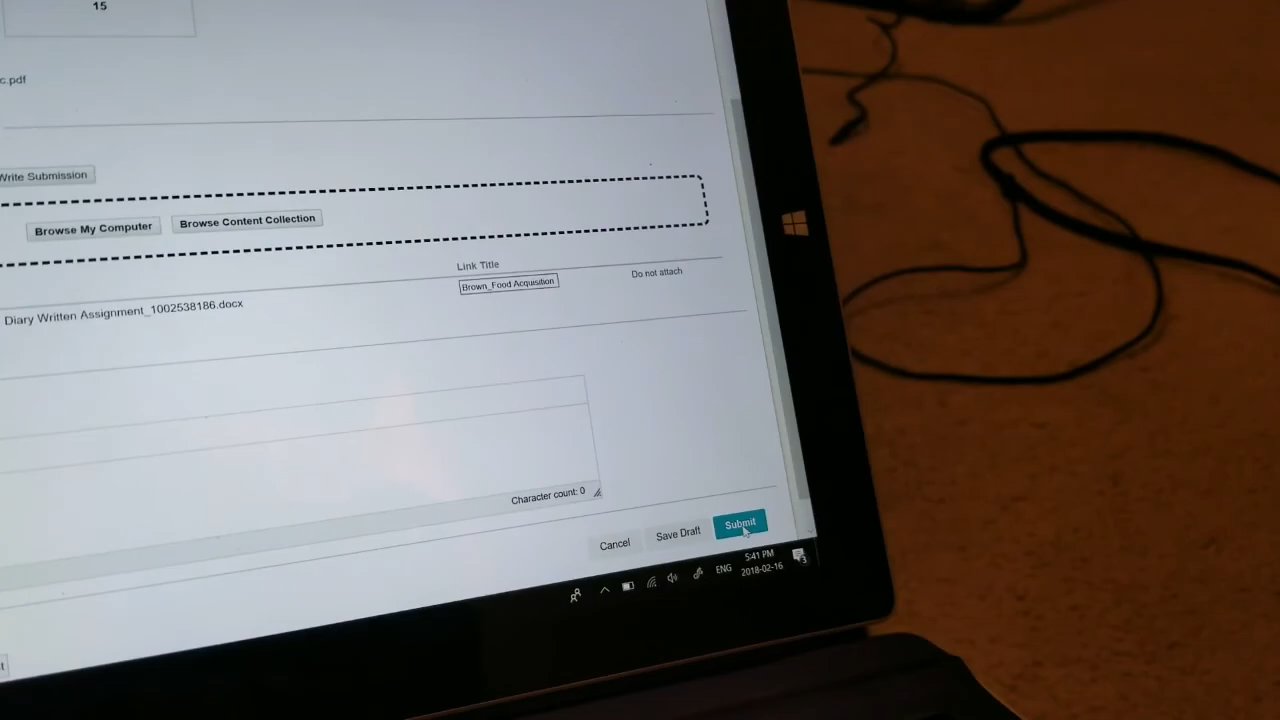 15
c.pdf
Write Submission
Browse My Computer Browse Content Collection
Link Title
Diary Written Assignment_1002538186.docx Brown_Food Acquisition Do not attach
Character count: 0
Cancel Save Draft Submit
ENG 5:41 PM
2018-02-16
3
t